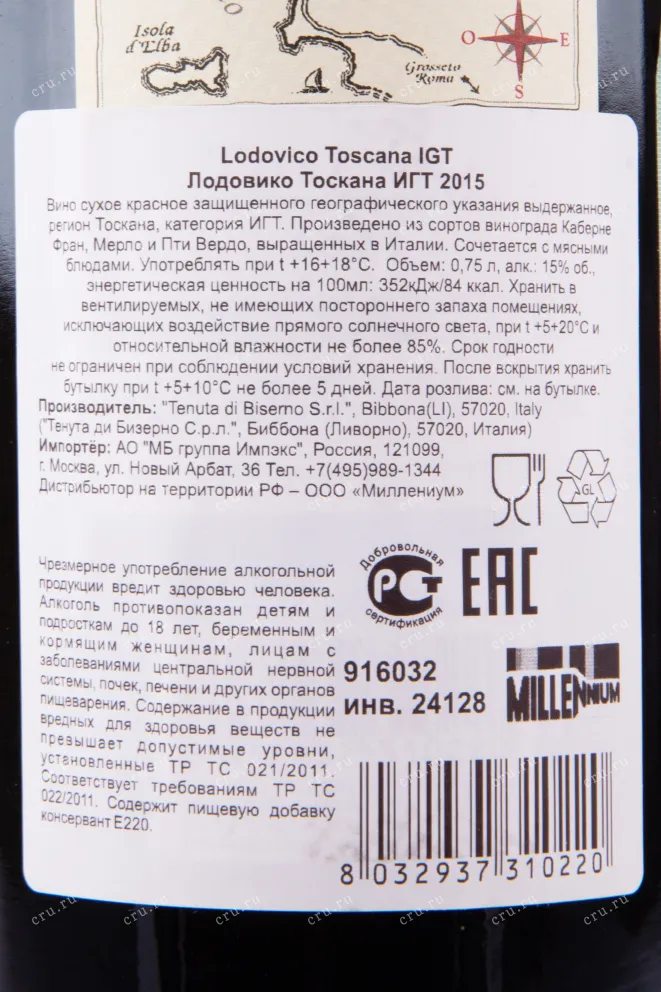 Isola
d'Elba
Grosseto
Roma
O
E
S
Lodovico Toscana IGT
Лодовико Тоскана ИГТ 2015
Вино сухое красное защищенного географического указания выдержанное,
регион Тоскана, категория ИГТ. Произведено из сортов винограда Каберне
Фран, Мерло и Пти Вердо, выращенных в Италии. Сочетается с мясными
блюдами. Употреблять при t +16+18°С. Объем: 0,75 л, алк.: 15% об.,
энергетическая ценность на 100мл: 352кДж/84 ккал. Хранить в
вентилируемых, не имеющих постороннего запаха помещениях,
исключающих воздействие прямого солнечного света, при t +5+20°С и
относительной влажности не более 85%. Срок годности
не ограничен при соблюдении условий хранения. После вскрытия хранить
бутылку при t +5+10°С не более 5 дней. Дата розлива: см. на бутылке.
Производитель: "Tenuta di Biserno S.r.l.", Bibbona(LI), 57020, Italy
("Тенута ди Бизерно С.р.л.", Биббона (Ливорно), 57020, Италия)
Импортёр: АО "МБ группа Импэкс", Россия, 121099,
г. Москва, ул. Новый Арбат, 36 Тел. +7(495)989-1344
Дистрибьютор на территории РФ – ООО «Миллениум»
GL
Чрезмерное употребление алкогольной
продукции вредит здоровью человека.
Алкоголь противопоказан детям и
подросткам до 18 лет, беременным и
кормящим женщинам, лицам с
заболеваниями центральной нервной
системы, почек, печени и других органов
пищеварения. Содержание в продукции
вредных для здоровья веществ не
превышает допустимые уровни,
установленные ТР ТС 021/2011.
Соответствует требованиям ТР ТС
022/2011. Содержит пищевую добавку
консервант Е220.
Добровольная
РСТ
сертификация
ЕАС
916032
инв. 24128
MILLENNIUM
8 032937 310220
cru.ru